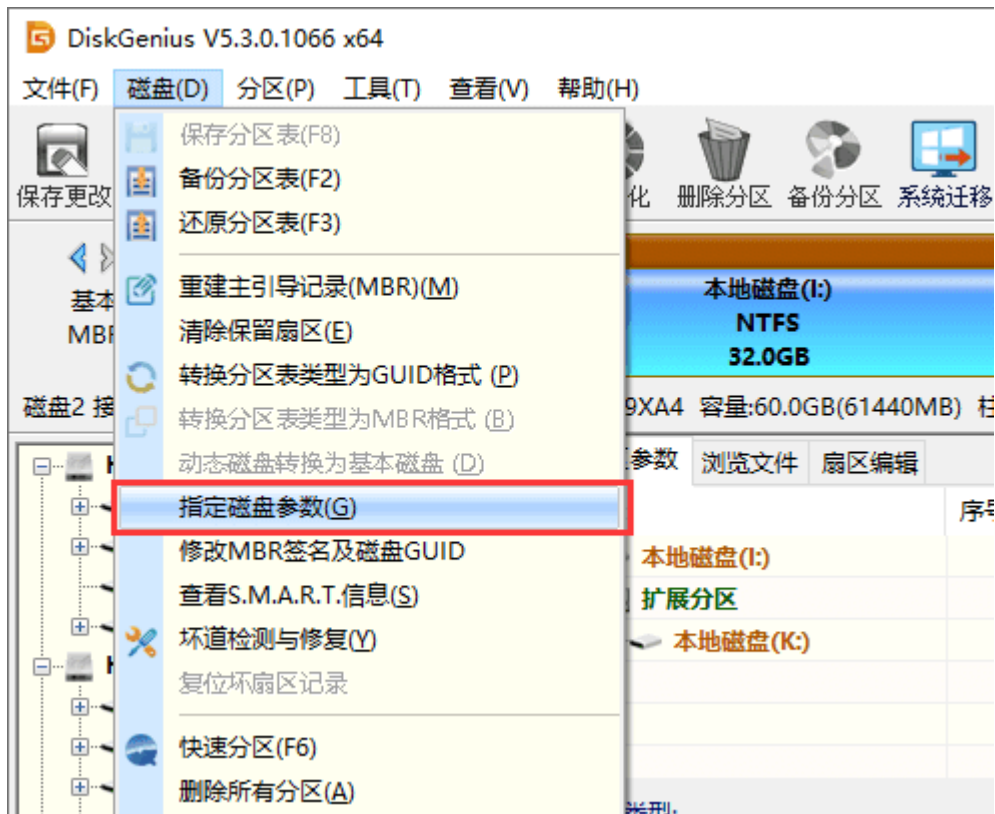 DiskGenius V5.3.0.1066 x64
文件(F) 磁盘(D) 分区(P) 工具(T) 查看(V) 帮助(H)
保存更改 化 删除分区 备份分区 系统迁移
保存分区表(F8)
备份分区表(F2)
还原分区表(F3)
重建主引导记录(MBR)(M)
清除保留扇区(E)
转换分区表类型为GUID格式 (P)
转换分区表类型为MBR格式 (B)
动态磁盘转换为基本磁盘 (D)
指定磁盘参数(G)
修改MBR签名及磁盘GUID
查看S.M.A.R.T.信息(S)
坏道检测与修复(Y)
复位坏扇区记录
快速分区(F6)
删除所有分区(A)
基本
MBR
本地磁盘(I:)
NTFS
32.0GB
磁盘2 接 9XA4 容量:60.0GB(61440MB) 柱
参数 浏览文件 扇区编辑
序号
本地磁盘(I:)
扩展分区
本地磁盘(K:)
类型: